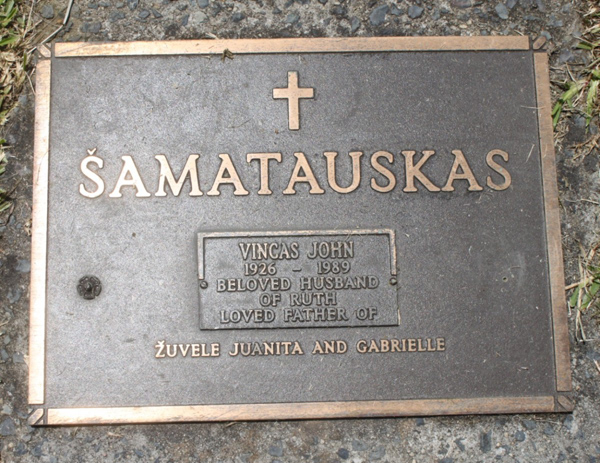 ŠAMATAUSKAS
VINCAS JOHN
1926 - 1989
BELOVED HUSBAND
OF RUTH
LOVED FATHER OF
ŽUVELE JUANITA AND GABRIELLE